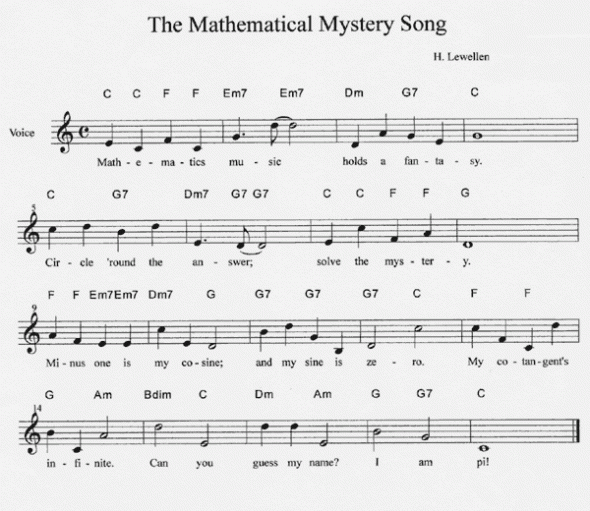 The Mathematical Mystery Song
H. Lewellen
C C F F Em7 Em7 Dm G7 C
Voice
Math - e - ma - tics mu - sic holds a fan - ta - sy.
C G7 Dm7 G7 G7 C C F F G
5
Cir - cle 'round the an - swer; solve the mys - ter - y.
F F Em7 Em7 Dm7 G G7 G7 G7 C F F
9
Mi - nus one is my co - sine; and my sine is ze - ro. My co - tan - gent's
G Am Bdim C Dm Am G G7 C
14
in - fi - nite. Can you guess my name? I am pi!